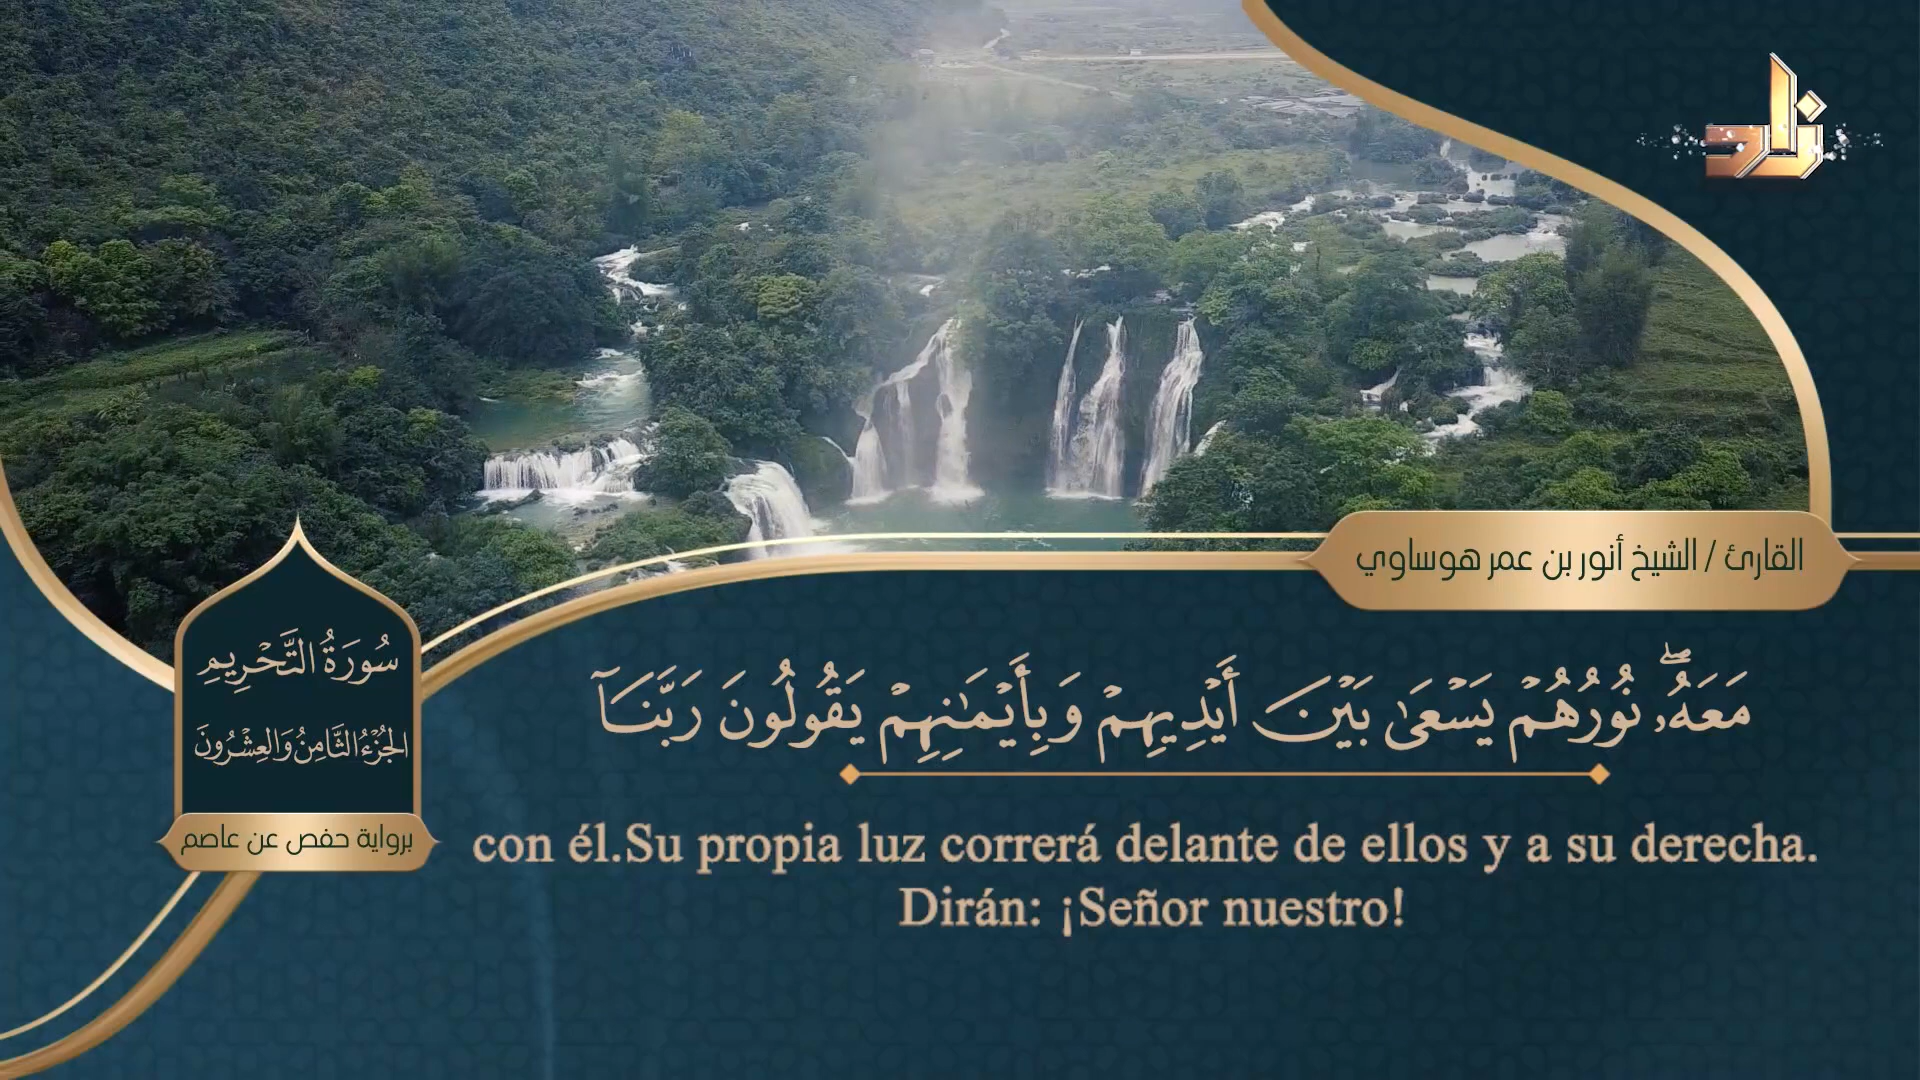 زاد
القارئ / الشيخ أنور بن عمر هوساوي
سُورَةُ التَّحْرِيمِ
الجُزْءُ الثَّامِنُ وَالعِشْرُونَ
برواية حفص عن عاصم
مَعَهُۥۖ نُورُهُمْ يَسْعَىٰ بَيْنَ أَيْدِيهِمْ وَبِأَيْمَـٰنِهِمْ يَقُولُونَ رَبَّنَآ
con él.Su propia luz correrá delante de ellos y a su derecha.
Dirán: ¡Señor nuestro!